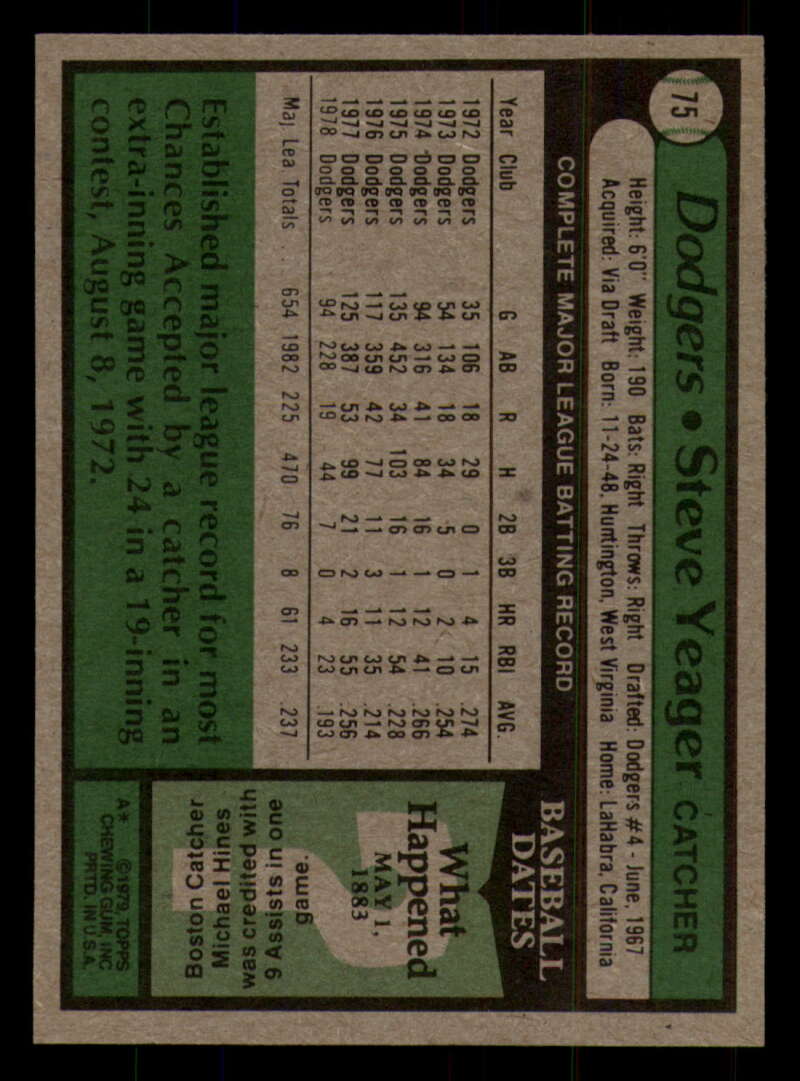 75
Dodgers • Steve Yeager CATCHER
Height: 6'0" Weight: 190 Bats: Right Throws: Right Drafted: Dodgers #4 - June, 1967
Acquired: Via Draft Born: 11-24-48, Huntington, West Virginia Home: LaHabra, California
COMPLETE MAJOR LEAGUE BATTING RECORD
Year Club G AB R H 2B 3B HR RBI AVG.
1972 Dodgers 35 106 18 29 0 1 4 15 .274
1973 Dodgers 54 134 18 34 5 0 2 10 .254
1974 Dodgers 94 316 41 84 16 1 12 41 .266
1975 Dodgers 135 452 34 103 16 1 12 54 .228
1976 Dodgers 117 359 42 77 11 3 11 35 .214
1977 Dodgers 125 387 53 99 21 2 16 55 .256
1978 Dodgers 94 228 19 44 7 0 4 23 .193
Maj Lea Totals . . 654 1982 225 470 76 8 61 233 .237
Established major league record for most
Chances Accepted by a catcher in an
extra-inning game with 24 in a 19-inning
contest, August 8, 1972.
BASEBALL
DATES
What
Happened
MAY 1,
1883
?
9 Assists in one
game.
was credited with
Michael Hines
Boston Catcher
A* ©1979, TOPPS
CHEWING GUM, INC
PRTD. IN U.S.A.